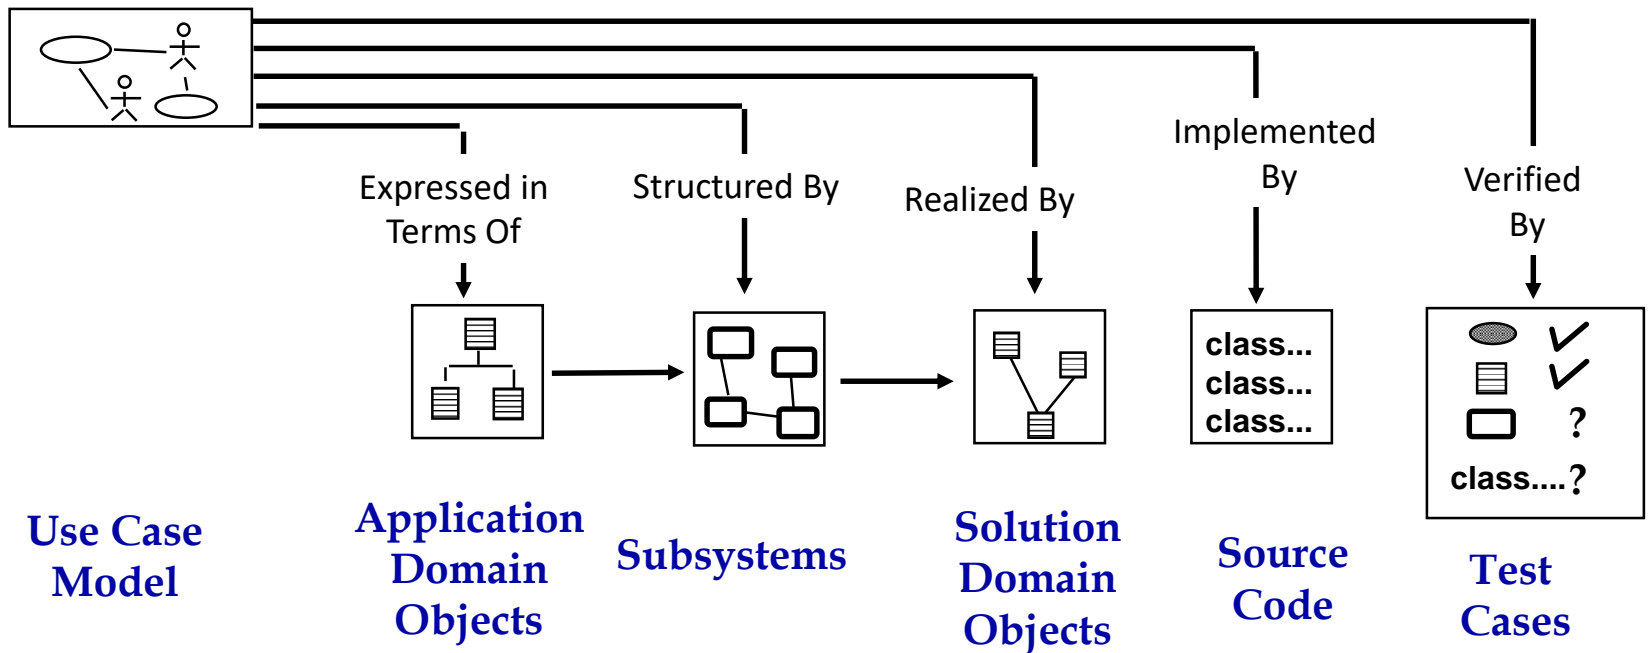 Expressed in
Terms Of
Structured By
Realized By
Implemented
By
Verified
By
class...
class...
class...
?
class....?
Use Case
Model
Application
Domain
Objects
Subsystems
Solution
Domain
Objects
Source
Code
Test
Cases